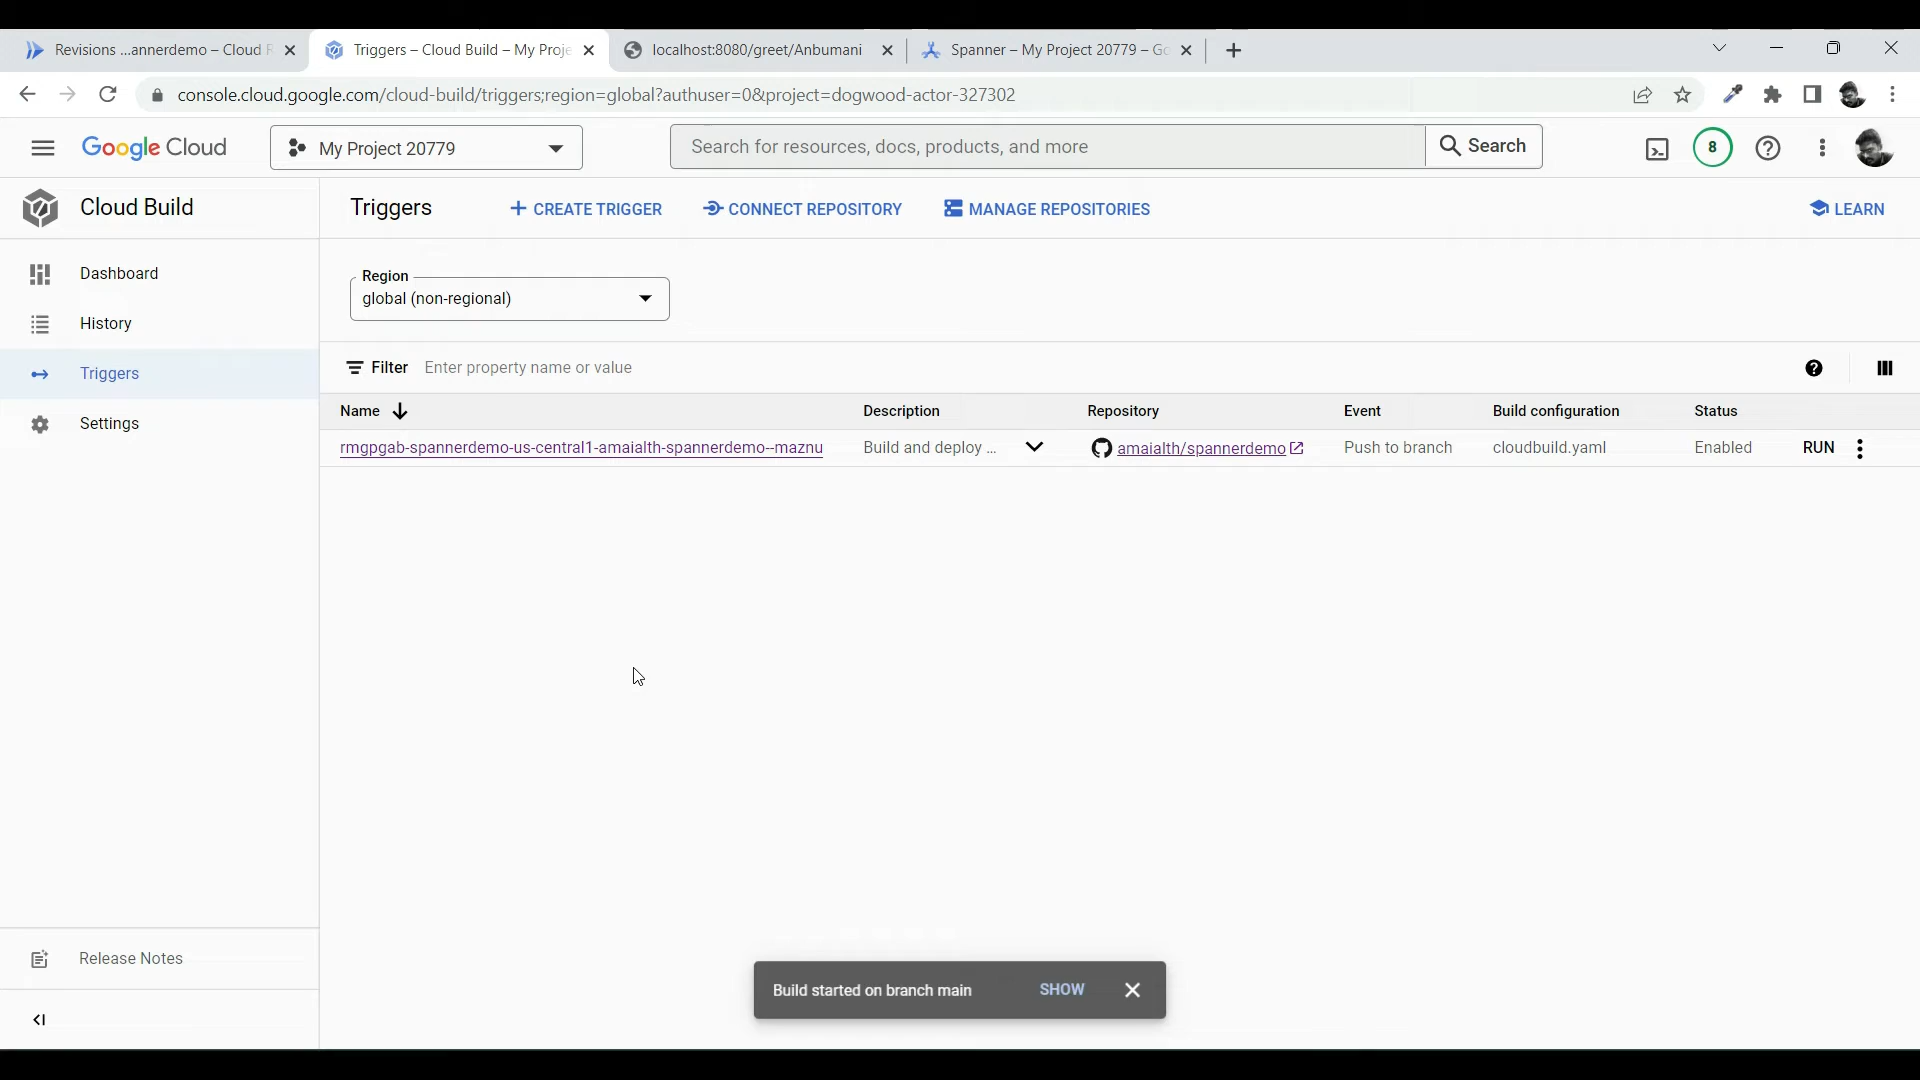 Revisions ...annerdemo – Cloud R
Triggers – Cloud Build – My Proje
localhost:8080/greet/Anbumani
Spanner – My Project 20779 – Go
console.cloud.google.com/cloud-build/triggers;region=global?authuser=0&project=dogwood-actor-327302
Google Cloud
My Project 20779
Search for resources, docs, products, and more
Search
8
Cloud Build
Triggers
CREATE TRIGGER
CONNECT REPOSITORY
MANAGE REPOSITORIES
LEARN
Dashboard
History
Triggers
Settings
Region
global (non-regional)
Filter Enter property name or value
Name Description Repository Event Build configuration Status
rmgpgab-spannerdemo-us-central1-amaialth-spannerdemo--maznu Build and deploy ... amaialth/spannerdemo Push to branch cloudbuild.yaml Enabled RUN
Release Notes
Build started on branch main SHOW